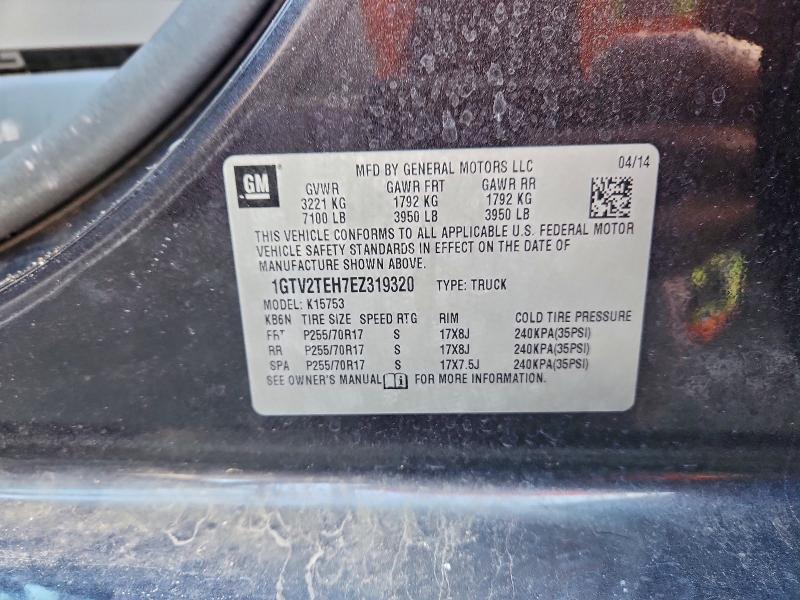 GM
MFD BY GENERAL MOTORS LLC 04/14
GVWR GAWR FRT GAWR RR
3221 KG 1792 KG 1792 KG
7100 LB 3950 LB 3950 LB
THIS VEHICLE CONFORMS TO ALL APPLICABLE U.S. FEDERAL MOTOR
VEHICLE SAFETY STANDARDS IN EFFECT ON THE DATE OF
MANUFACTURE SHOWN ABOVE.
1GTV2TEH7EZ319320 TYPE: TRUCK
MODEL: K15753
KB6N TIRE SIZE SPEED RTG RIM COLD TIRE PRESSURE
FRT P255/70R17 S 17X8J 240KPA(35PSI)
RR P255/70R17 S 17X8J 240KPA(35PSI)
SPA P255/70R17 S 17X7.5J 240KPA(35PSI)
SEE OWNER'S MANUAL FOR MORE INFORMATION.